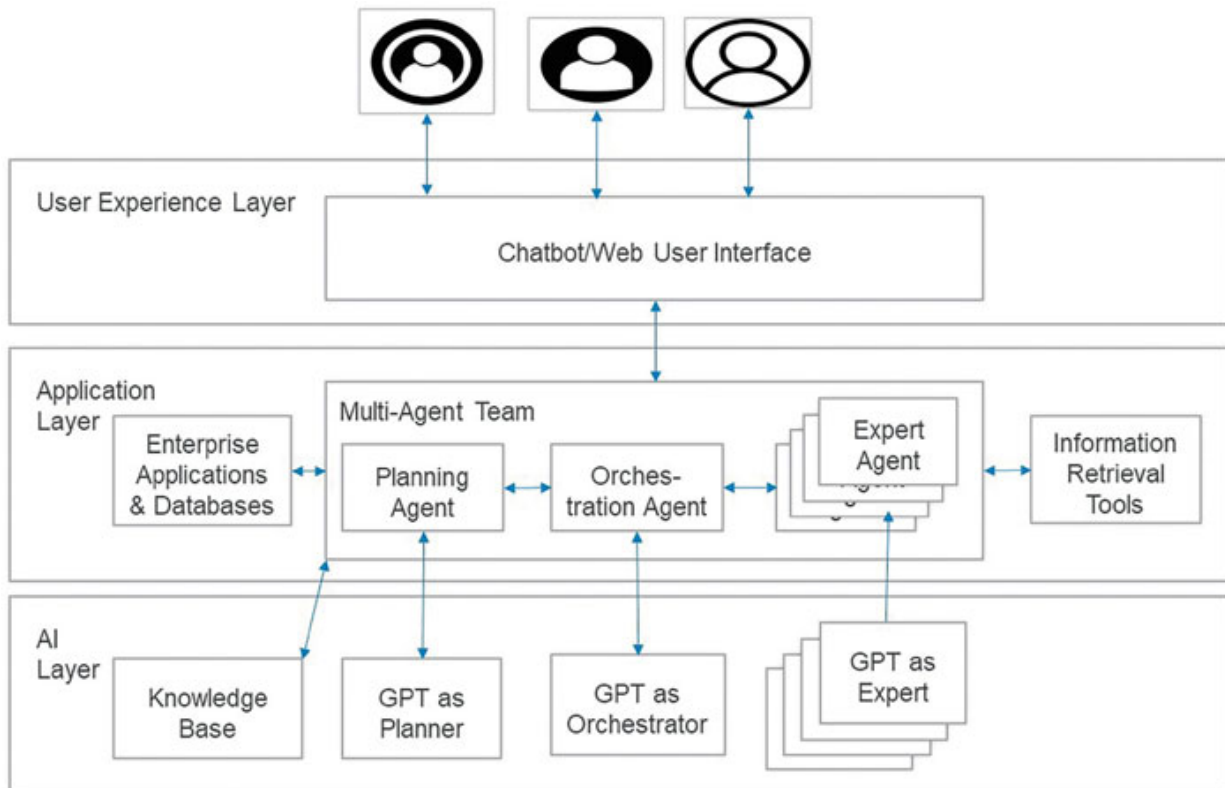 User Experience Layer
Chatbot/Web User Interface
Application
Layer
Multi-Agent Team
Enterprise
Applications
& Databases
Planning
Agent
Orches-
tration Agent
Expert
Agent
Information
Retrieval
Tools
AI
Layer
Knowledge
Base
GPT as
Planner
GPT as
Orchestrator
GPT as
Expert